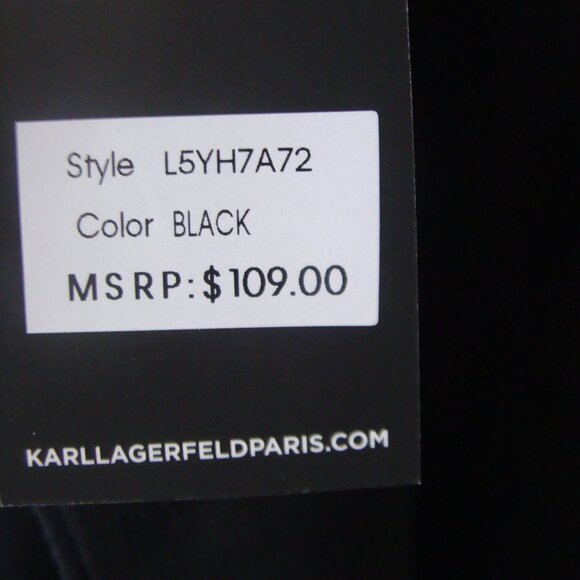 Style L5YH7A72
Color BLACK
MSRP:$109.00
KARLLAGERFELDPARIS.COM